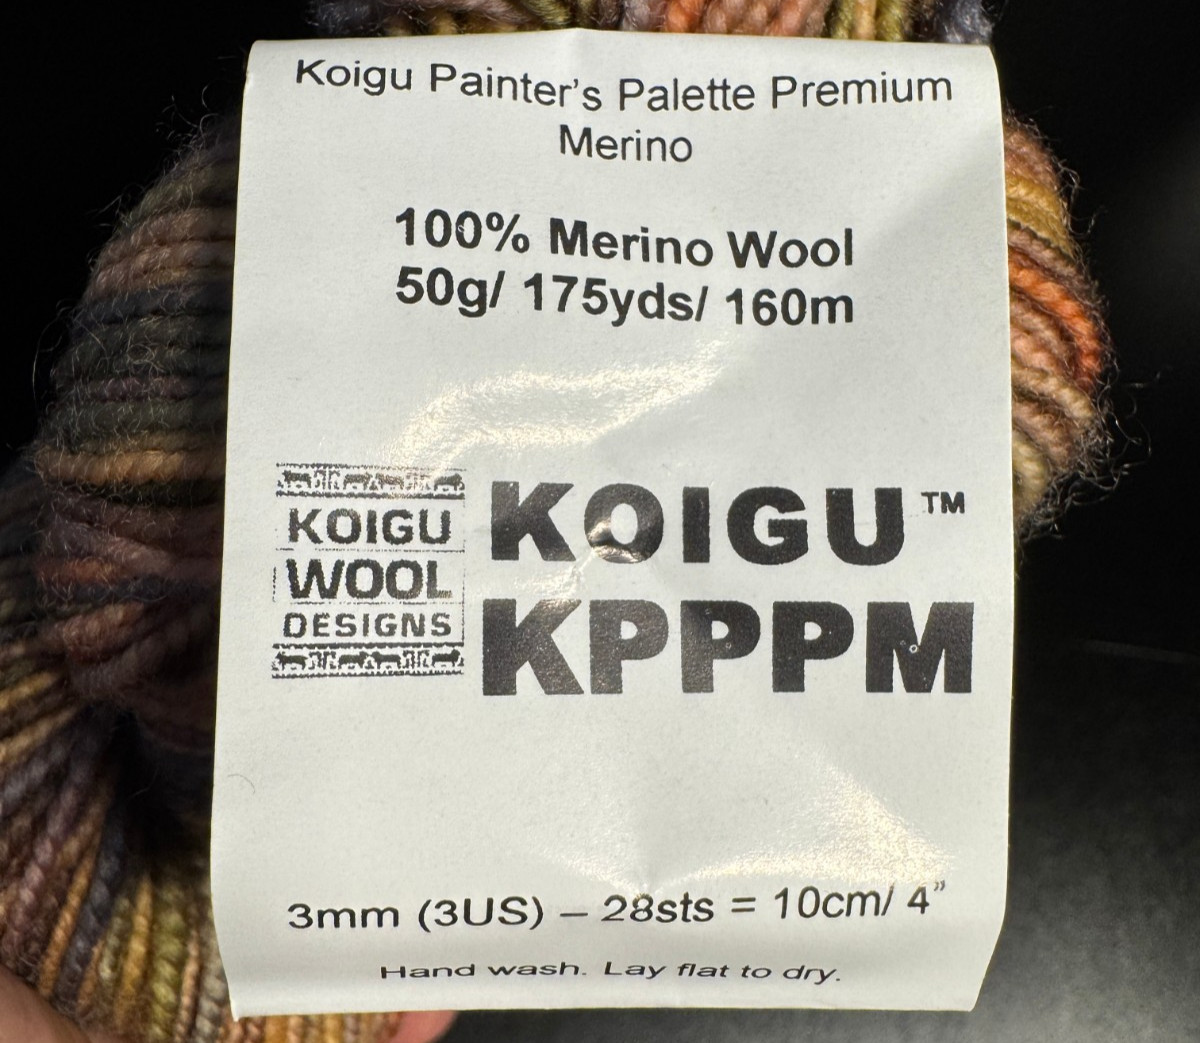 Koigu Painter's Palette Premium
Merino
100% Merino Wool
50g/ 175yds/ 160m
KOIGU
WOOL
DESIGNS
KOIGU™
KPPPM
3mm (3US) – 28sts = 10cm/ 4"
Hand wash. Lay flat to dry.